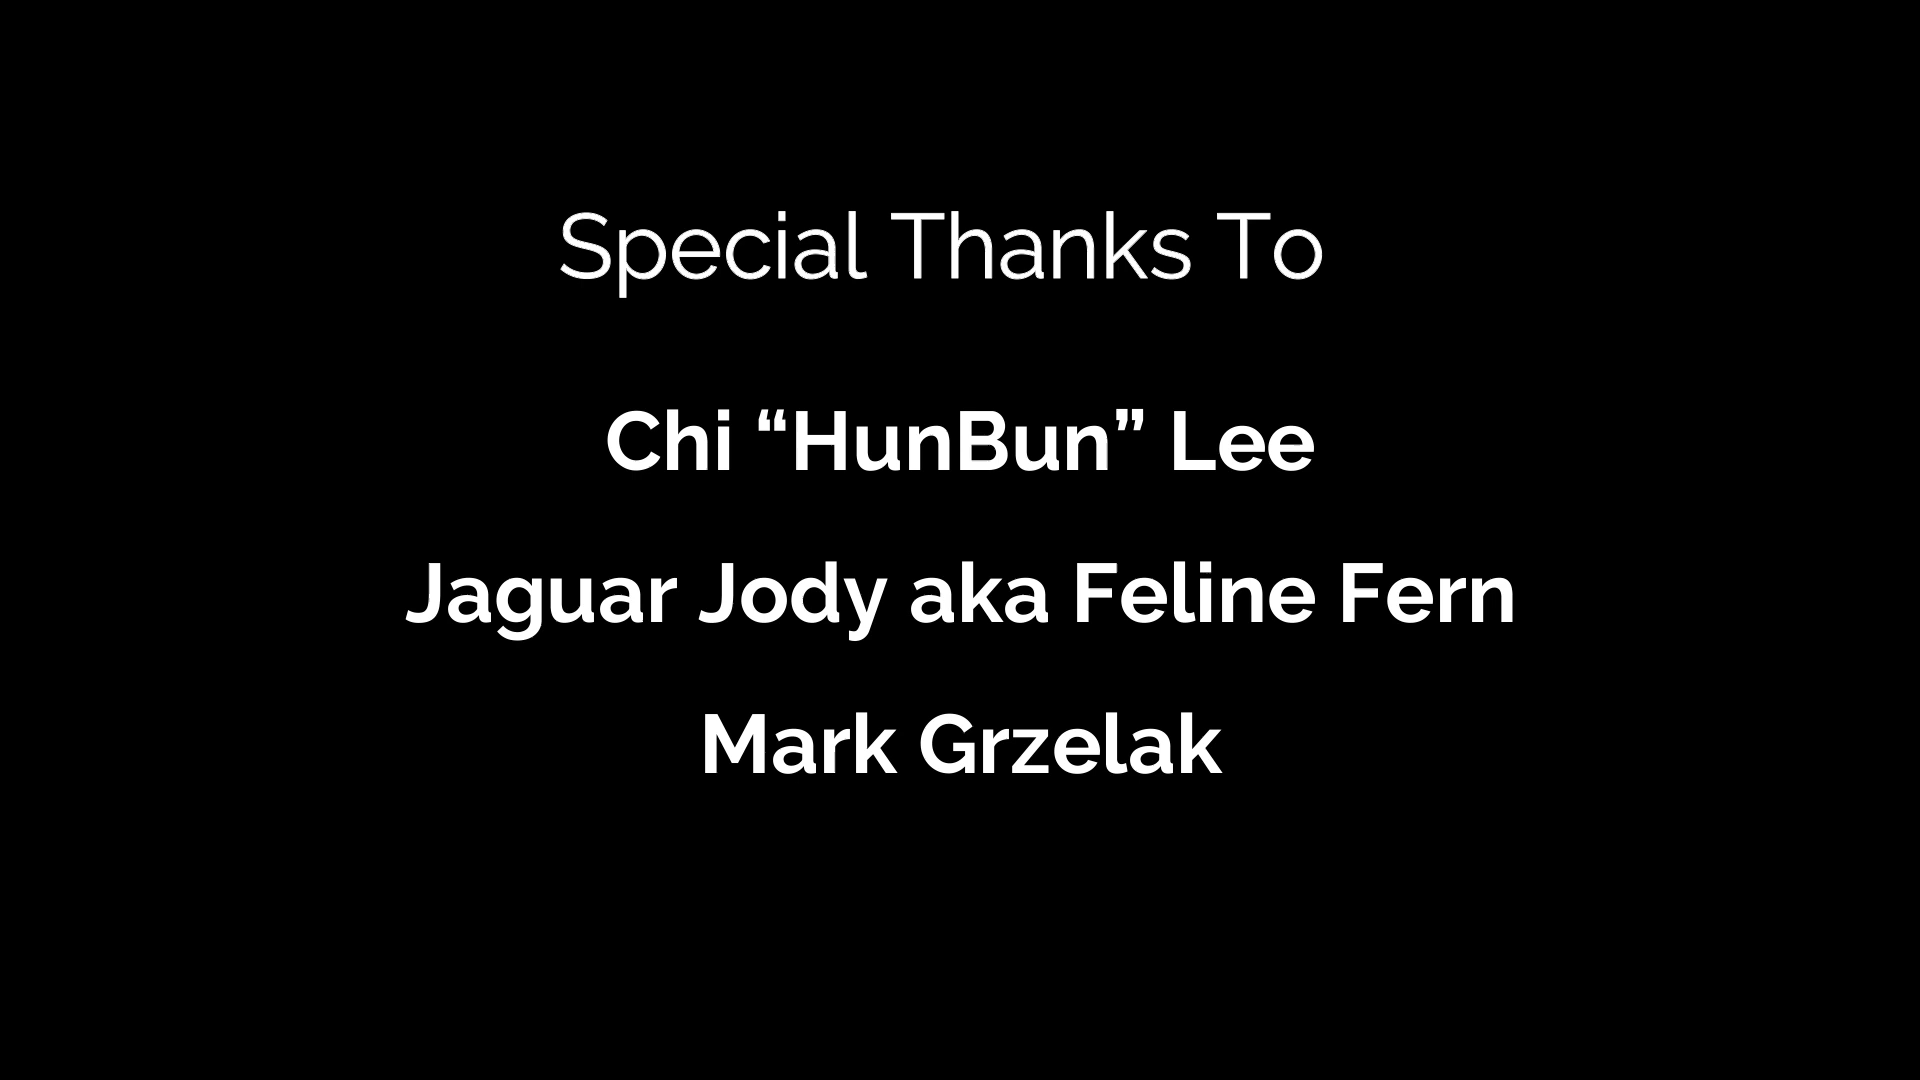 Special Thanks To
Chi “HunBun” Lee
Jaguar Jody aka Feline Fern
Mark Grzelak